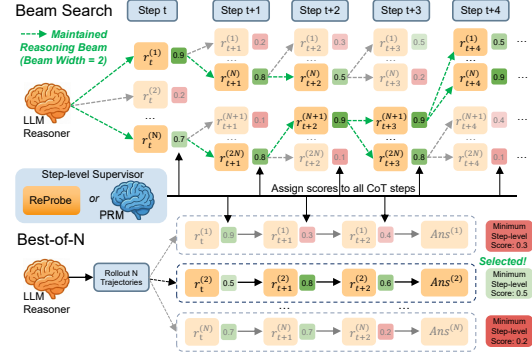 Beam Search
Step t
Step t+1
Step t+2
Step t+3
Step t+4
Maintained
Reasoning Beam
(Beam Width = 2)
LLM
Reasoner
r_t^(1) 0.9
r_t^(2) 0.2
...
r_t^(N) 0.7
r_{t+1}^(1) 0.2
...
r_{t+1}^(N) 0.8
r_{t+1}^(N+1) 0.1
...
r_{t+1}^(2N) 0.8
r_{t+2}^(1) 0.3
...
r_{t+2}^(N) 0.5
r_{t+2}^(N+1) 0.9
...
r_{t+2}^(2N) 0.1
r_{t+3}^(1) 0.5
...
r_{t+3}^(N) 0.2
r_{t+3}^(N+1) 0.9
...
r_{t+3}^(2N) 0.8
r_{t+4}^(1) 0.5 ...
...
r_{t+4}^(N) 0.9 ...
r_{t+4}^(N+1) 0.4 ...
...
r_{t+4}^(2N) 0.1 ...
Step-level Supervisor
ReProbe or PRM
Assign scores to all CoT steps
Best-of-N
LLM
Reasoner
Rollout N
Trajectories
r_t^(1) 0.9 r_{t+1}^(1) 0.3 r_{t+2}^(1) 0.4 Ans^(1)
Minimum
Step-level
Score: 0.3
Selected!
r_t^(2) 0.5 r_{t+1}^(2) 0.8 r_{t+2}^(2) 0.6 Ans^(2)
Minimum
Step-level
Score: 0.5
... ...
r_t^(N) 0.7 r_{t+1}^(N) 0.7 r_{t+2}^(N) 0.2 Ans^(N)
Minimum
Step-level
Score: 0.2